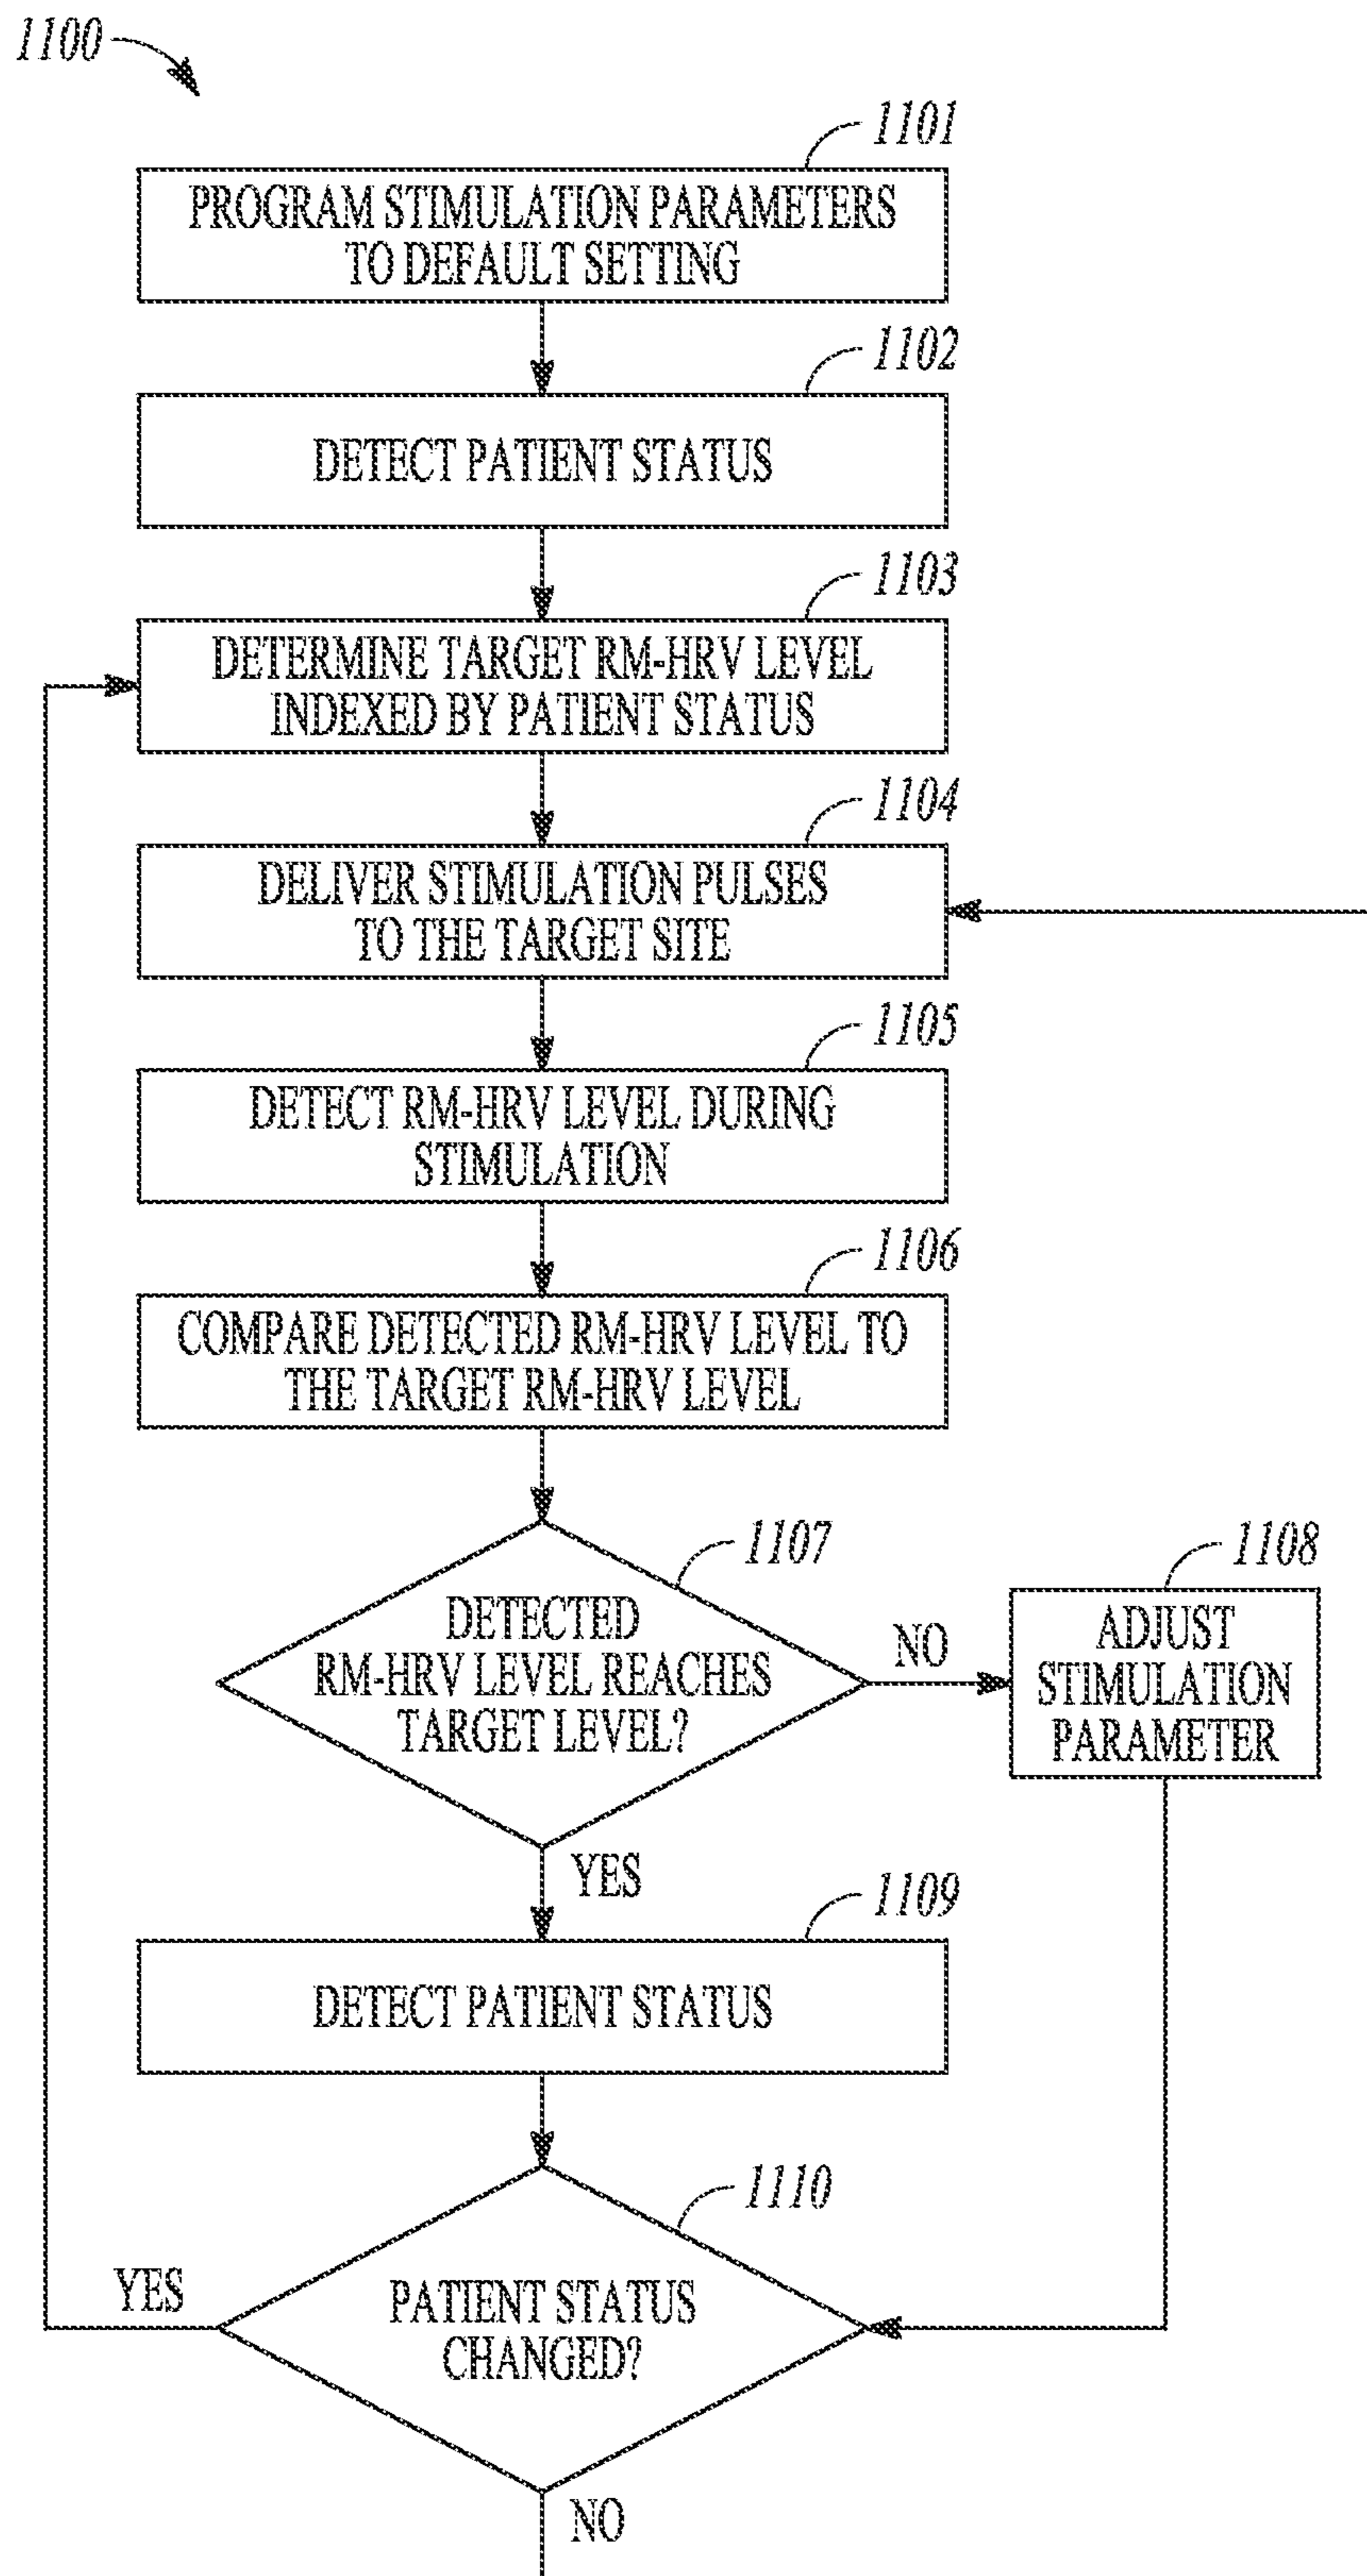 1100
1101
PROGRAM STIMULATION PARAMETERS
TO DEFAULT SETTING
1102
DETECT PATIENT STATUS
1103
DETERMINE TARGET RM-HRV LEVEL
INDEXED BY PATIENT STATUS
1104
DELIVER STIMULATION PULSES
TO THE TARGET SITE
1105
DETECT RM-HRV LEVEL DURING
STIMULATION
1106
COMPARE DETECTED RM-HRV LEVEL TO
THE TARGET RM-HRV LEVEL
1107
DETECTED
RM-HRV LEVEL REACHES
TARGET LEVEL?
NO
1108
ADJUST
STIMULATION
PARAMETER
YES
1109
DETECT PATIENT STATUS
1110
PATIENT STATUS
CHANGED?
YES
NO